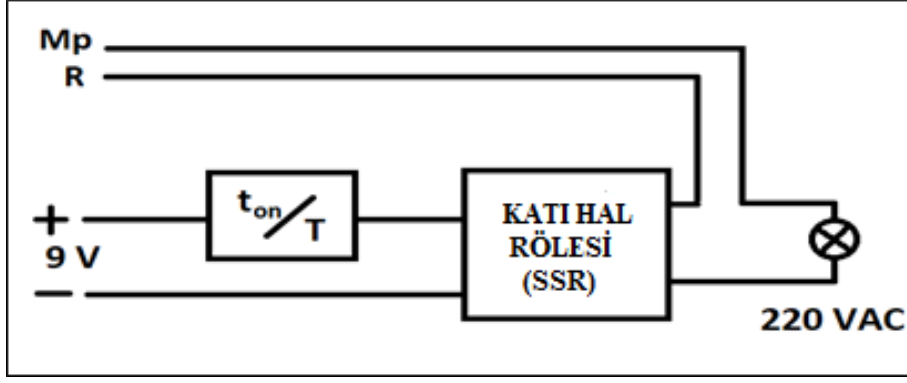 Mp
R
+
9 V
−
ton/T
KATI HAL
RÖLESİ
(SSR)
220 VAC